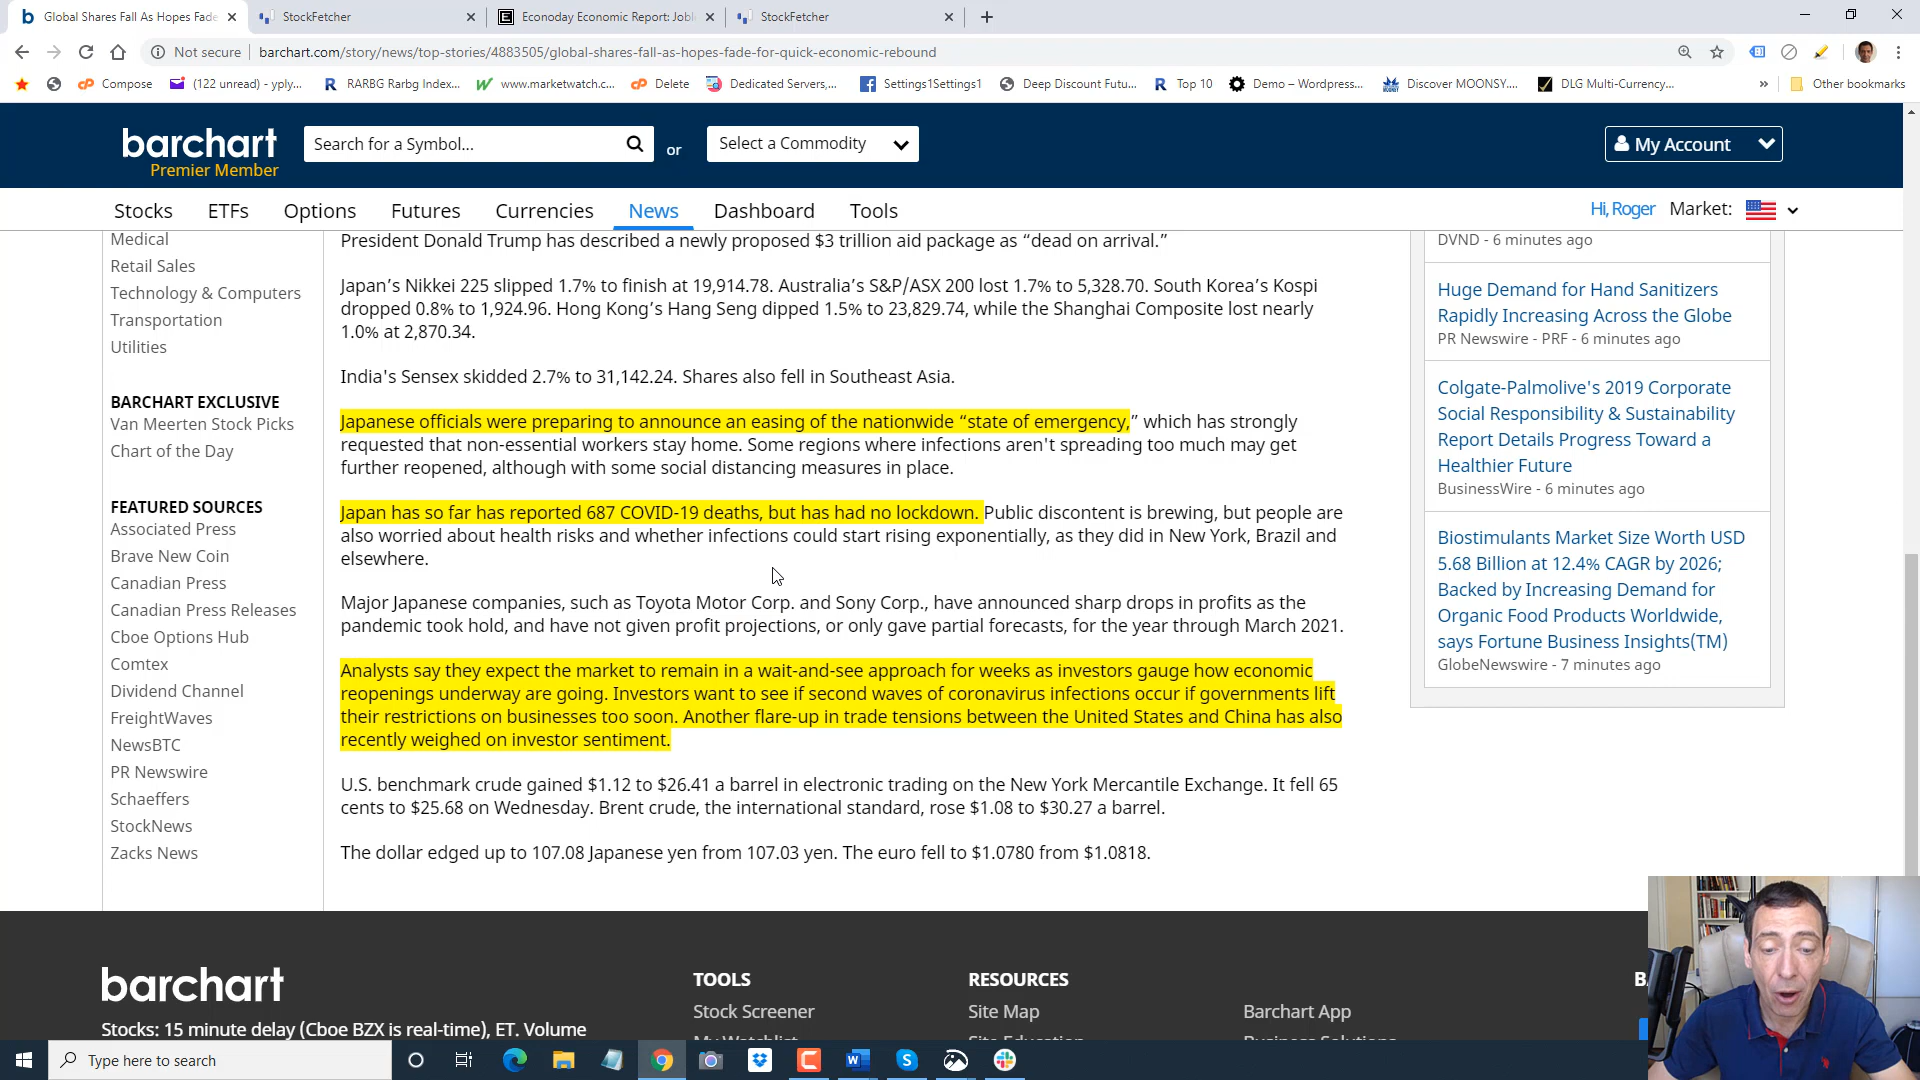 Global Shares Fall As Hopes Fade
StockFetcher
Econoday Economic Report: Jobl
StockFetcher
Not secure
barchart.com/story/news/top-stories/4883505/global-shares-fall-as-hopes-fade-for-quick-economic-rebound
Compose
(122 unread) - yply...
RARBG Rarbg Index...
www.marketwatch.c...
Delete
Dedicated Servers,...
Settings1Settings1
Deep Discount Futu...
Top 10
Demo – Wordpress...
Discover MOONSY....
DLG Multi-Currency...
»
Other bookmarks
barchart
Premier Member
Search for a Symbol...
or
Select a Commodity
My Account
Stocks
ETFs
Options
Futures
Currencies
News
Dashboard
Tools
Hi, Roger
Market:
Medical
Retail Sales
Technology & Computers
Transportation
Utilities
BARCHART EXCLUSIVE
Van Meerten Stock Picks
Chart of the Day
FEATURED SOURCES
Associated Press
Brave New Coin
Canadian Press
Canadian Press Releases
Cboe Options Hub
Comtex
Dividend Channel
FreightWaves
NewsBTC
PR Newswire
Schaeffers
StockNews
Zacks News
President Donald Trump has described a newly proposed $3 trillion aid package as “dead on arrival.”
Japan’s Nikkei 225 slipped 1.7% to finish at 19,914.78. Australia’s S&P/ASX 200 lost 1.7% to 5,328.70. South Korea’s Kospi
dropped 0.8% to 1,924.96. Hong Kong’s Hang Seng dipped 1.5% to 23,829.74, while the Shanghai Composite lost nearly
1.0% at 2,870.34.
India's Sensex skidded 2.7% to 31,142.24. Shares also fell in Southeast Asia.
Japanese officials were preparing to announce an easing of the nationwide “state of emergency,” which has strongly
requested that non-essential workers stay home. Some regions where infections aren't spreading too much may get
further reopened, although with some social distancing measures in place.
Japan has so far has reported 687 COVID-19 deaths, but has had no lockdown. Public discontent is brewing, but people are
also worried about health risks and whether infections could start rising exponentially, as they did in New York, Brazil and
elsewhere.
Major Japanese companies, such as Toyota Motor Corp. and Sony Corp., have announced sharp drops in profits as the
pandemic took hold, and have not given profit projections, or only gave partial forecasts, for the year through March 2021.
Analysts say they expect the market to remain in a wait-and-see approach for weeks as investors gauge how economic
reopenings underway are going. Investors want to see if second waves of coronavirus infections occur if governments lift
their restrictions on businesses too soon. Another flare-up in trade tensions between the United States and China has also
recently weighed on investor sentiment.
U.S. benchmark crude gained $1.12 to $26.41 a barrel in electronic trading on the New York Mercantile Exchange. It fell 65
cents to $25.68 on Wednesday. Brent crude, the international standard, rose $1.08 to $30.27 a barrel.
The dollar edged up to 107.08 Japanese yen from 107.03 yen. The euro fell to $1.0780 from $1.0818.
DVND - 6 minutes ago
Huge Demand for Hand Sanitizers
Rapidly Increasing Across the Globe
PR Newswire - PRF - 6 minutes ago
Colgate-Palmolive's 2019 Corporate
Social Responsibility & Sustainability
Report Details Progress Toward a
Healthier Future
BusinessWire - 6 minutes ago
Biostimulants Market Size Worth USD
5.68 Billion at 12.4% CAGR by 2026;
Backed by Increasing Demand for
Organic Food Products Worldwide,
says Fortune Business Insights(TM)
GlobeNewswire - 7 minutes ago
barchart
Stocks: 15 minute delay (Cboe BZX is real-time), ET. Volume
TOOLS
Stock Screener
My Watchlist
RESOURCES
Site Map
Site Education
Barchart App
Business Solutions
Type here to search